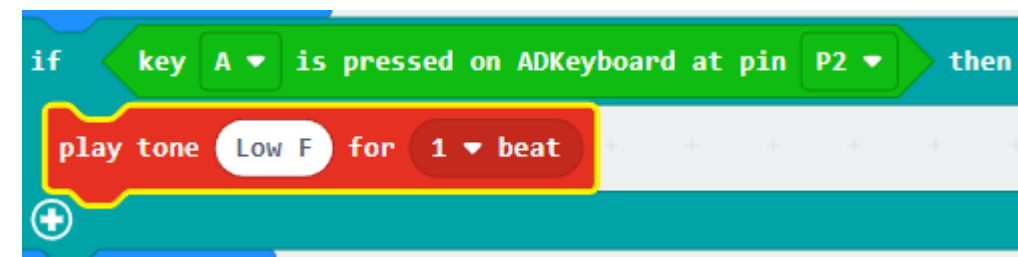 if key A is pressed on ADKeyboard at pin P2 then
play tone Low F for 1 beat